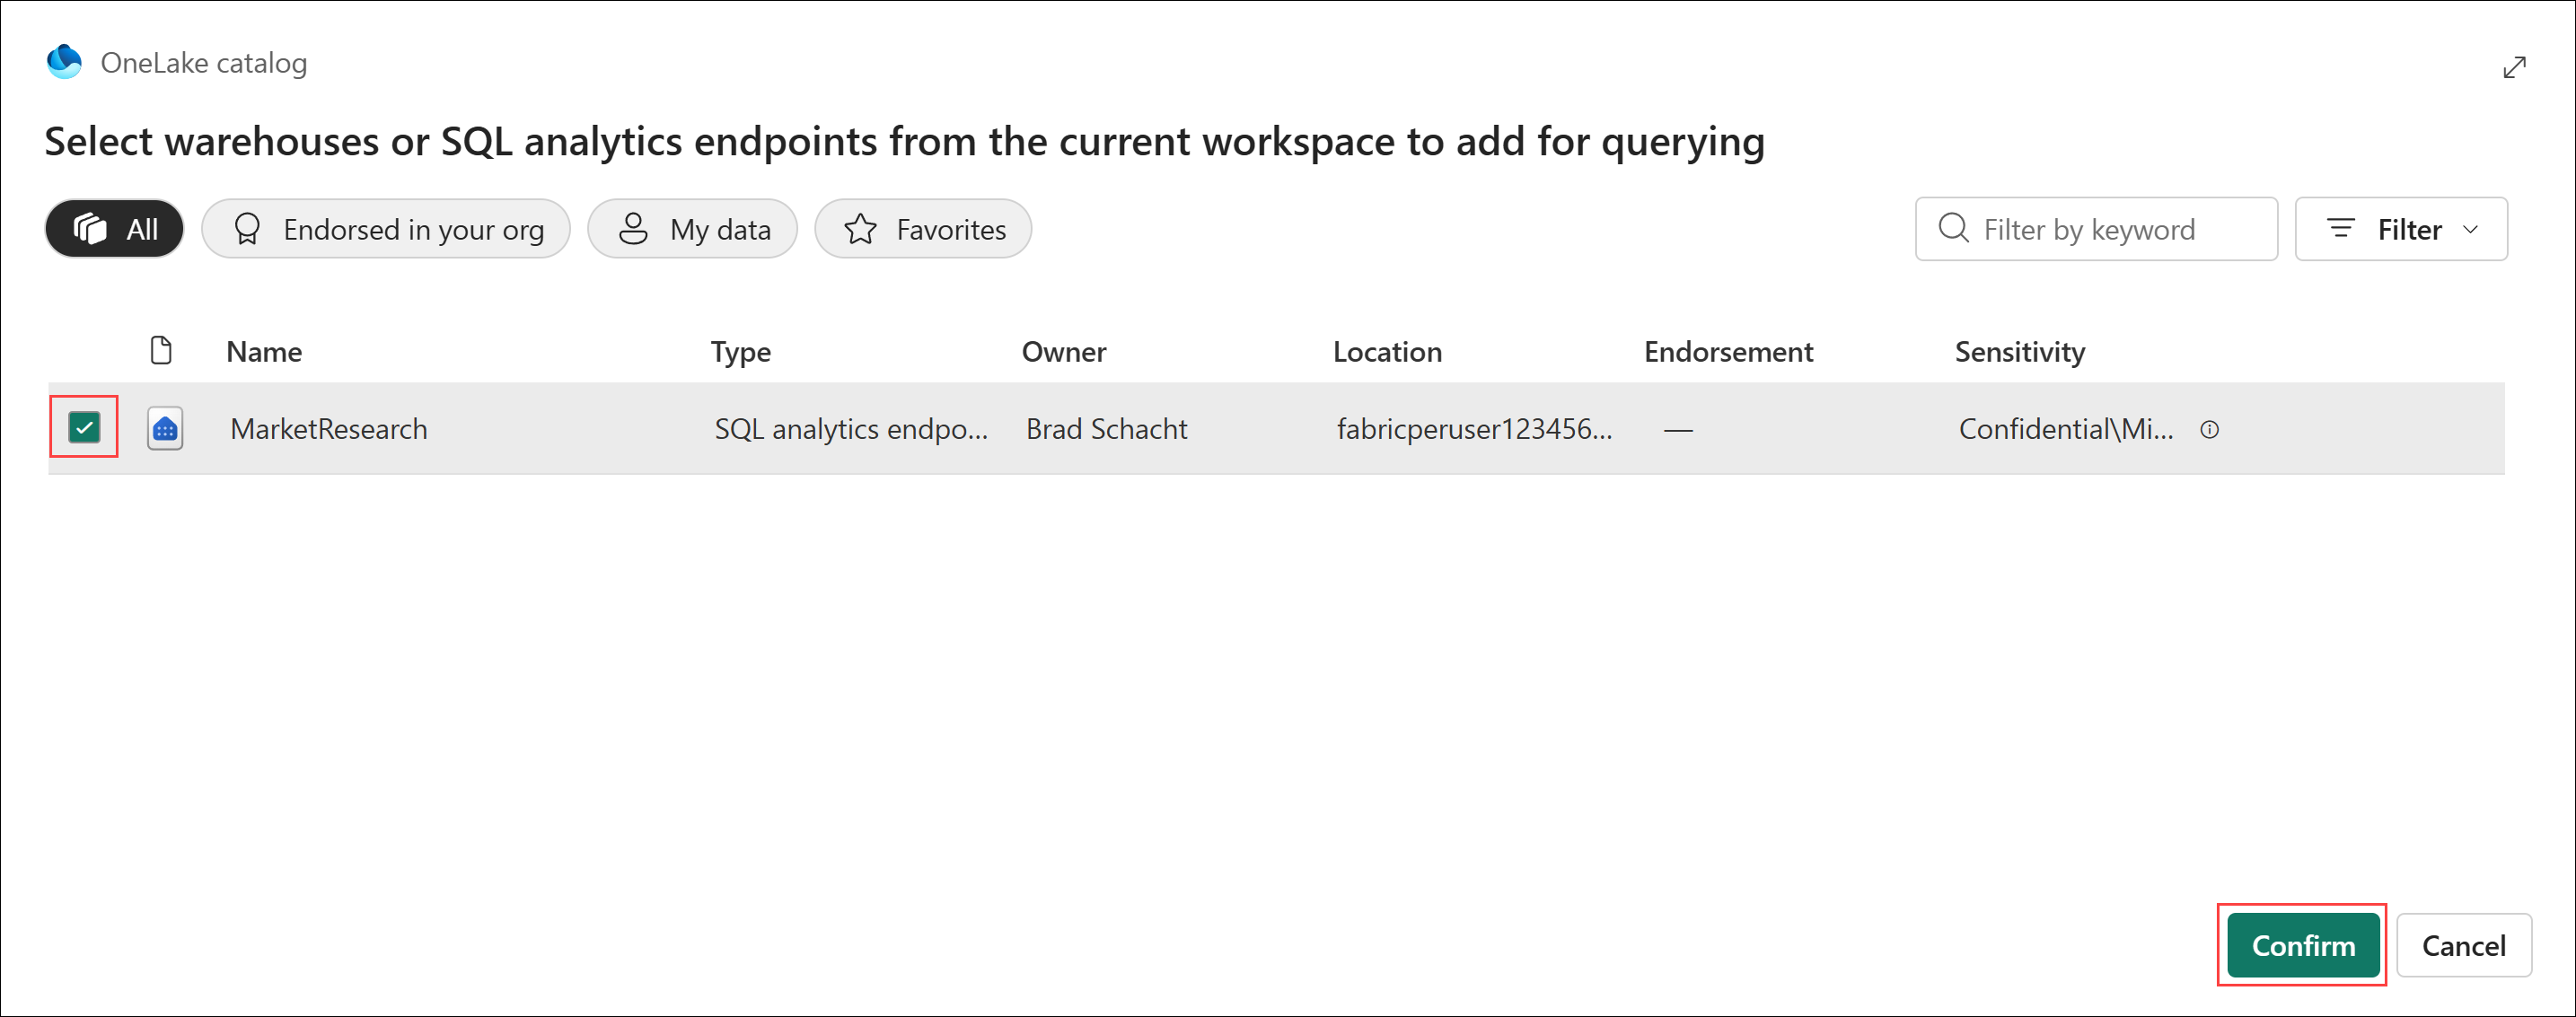 OneLake catalog
Select warehouses or SQL analytics endpoints from the current workspace to add for querying
All Endorsed in your org My data Favorites Filter by keyword Filter
Name Type Owner Location Endorsement Sensitivity
MarketResearch SQL analytics endpo... Brad Schacht fabricperuser123456... — Confidential\Mi...
Confirm Cancel